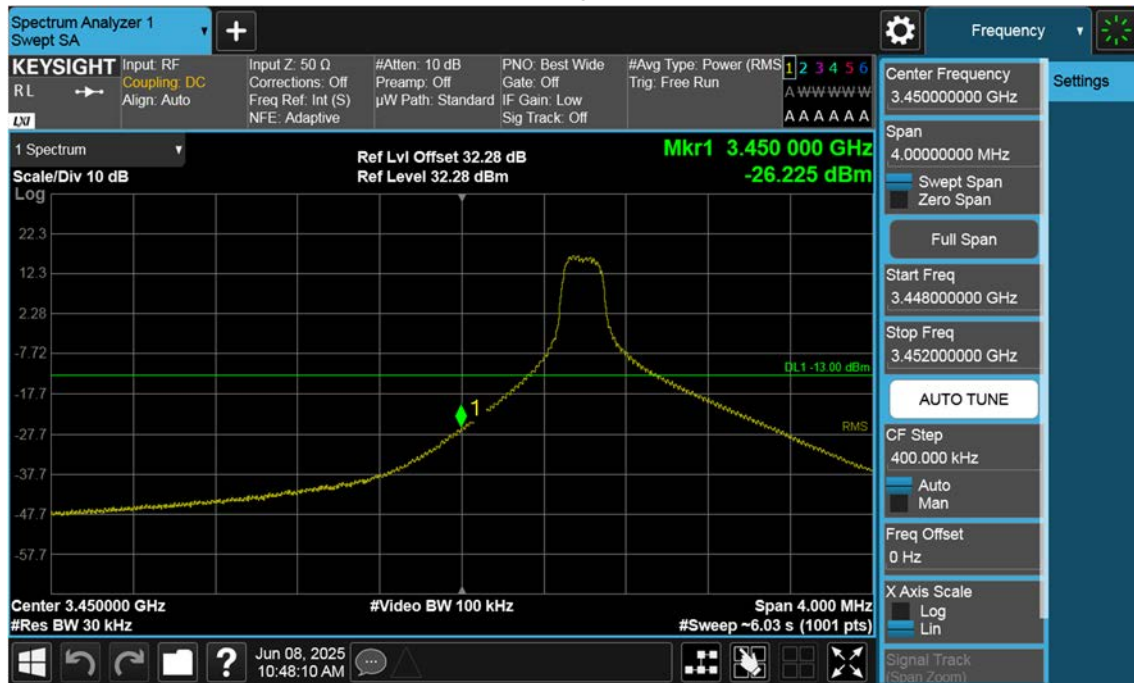 Spectrum Analyzer 1
Swept SA
+
Frequency
KEYSIGHT
RL
LXI
Input: RF
Coupling: DC
Align: Auto
Input Z: 50 Ω
Corrections: Off
Freq Ref: Int (S)
NFE: Adaptive
#Atten: 10 dB
Preamp: Off
µW Path: Standard
PNO: Best Wide
Gate: Off
IF Gain: Low
Sig Track: Off
#Avg Type: Power (RMS
Trig: Free Run
1 2 3 4 5 6
A W W W W W
A A A A A A
1 Spectrum
Scale/Div 10 dB
Log
Ref Lvl Offset 32.28 dB
Ref Level 32.28 dBm
Mkr1 3.450 000 GHz
-26.225 dBm
22.3
12.3
2.28
-7.72
DL1 -13.00 dBm
-17.7
1
RMS
-27.7
-37.7
-47.7
-57.7
Center 3.450000 GHz
#Video BW 100 kHz
Span 4.000 MHz
#Res BW 30 kHz
#Sweep ~6.03 s (1001 pts)
Center Frequency
3.450000000 GHz
Settings
Span
4.00000000 MHz
Swept Span
Zero Span
Full Span
Start Freq
3.448000000 GHz
Stop Freq
3.452000000 GHz
AUTO TUNE
CF Step
400.000 kHz
Auto
Man
Freq Offset
0 Hz
X Axis Scale
Log
Lin
Signal Track
(Span Zoom)
?
Jun 08, 2025
10:48:10 AM